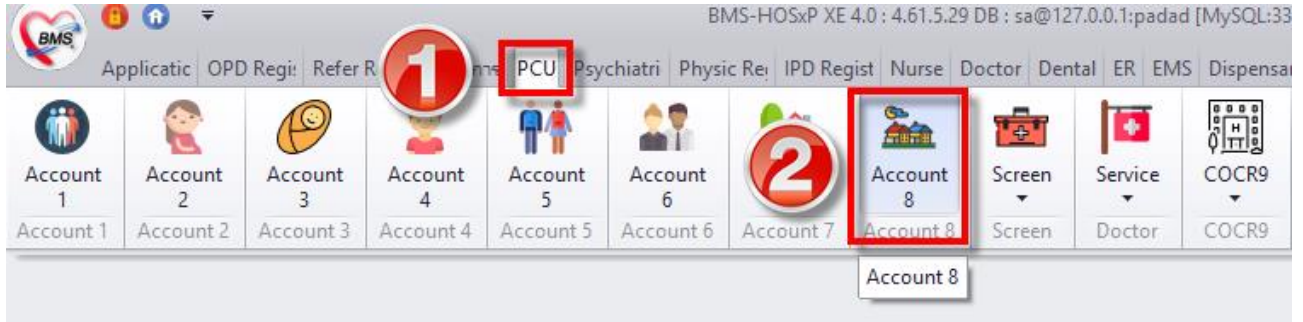 BMS
BMS-HOSxP XE 4.0 : 4.61.5.29 DB : sa@127.0.0.1:padad [MySQL:33
Applicatic OPD Regis Refer R PCU Psychiatri Physic Reg IPD Regist Nurse Doctor Dental ER EMS Dispensar
1
2
Account Account Account Account Account Account Account Screen Service COCR9
1 2 3 4 5 6 8
Account 1 Account 2 Account 3 Account 4 Account 5 Account 6 Account 7 Account 8 Screen Doctor COCR9
Account 8